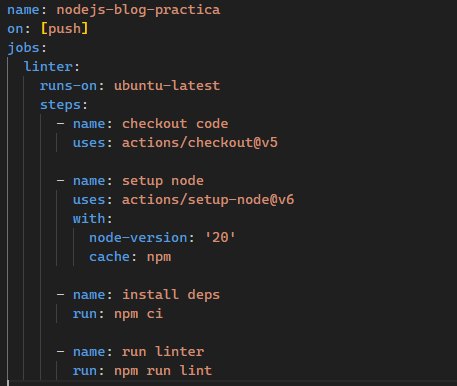 name: nodejs-blog-practica
on: [push]
jobs:
  linter:
    runs-on: ubuntu-latest
    steps:
      - name: checkout code
        uses: actions/checkout@v5

      - name: setup node
        uses: actions/setup-node@v6
        with:
          node-version: '20'
          cache: npm

      - name: install deps
        run: npm ci

      - name: run linter
        run: npm run lint